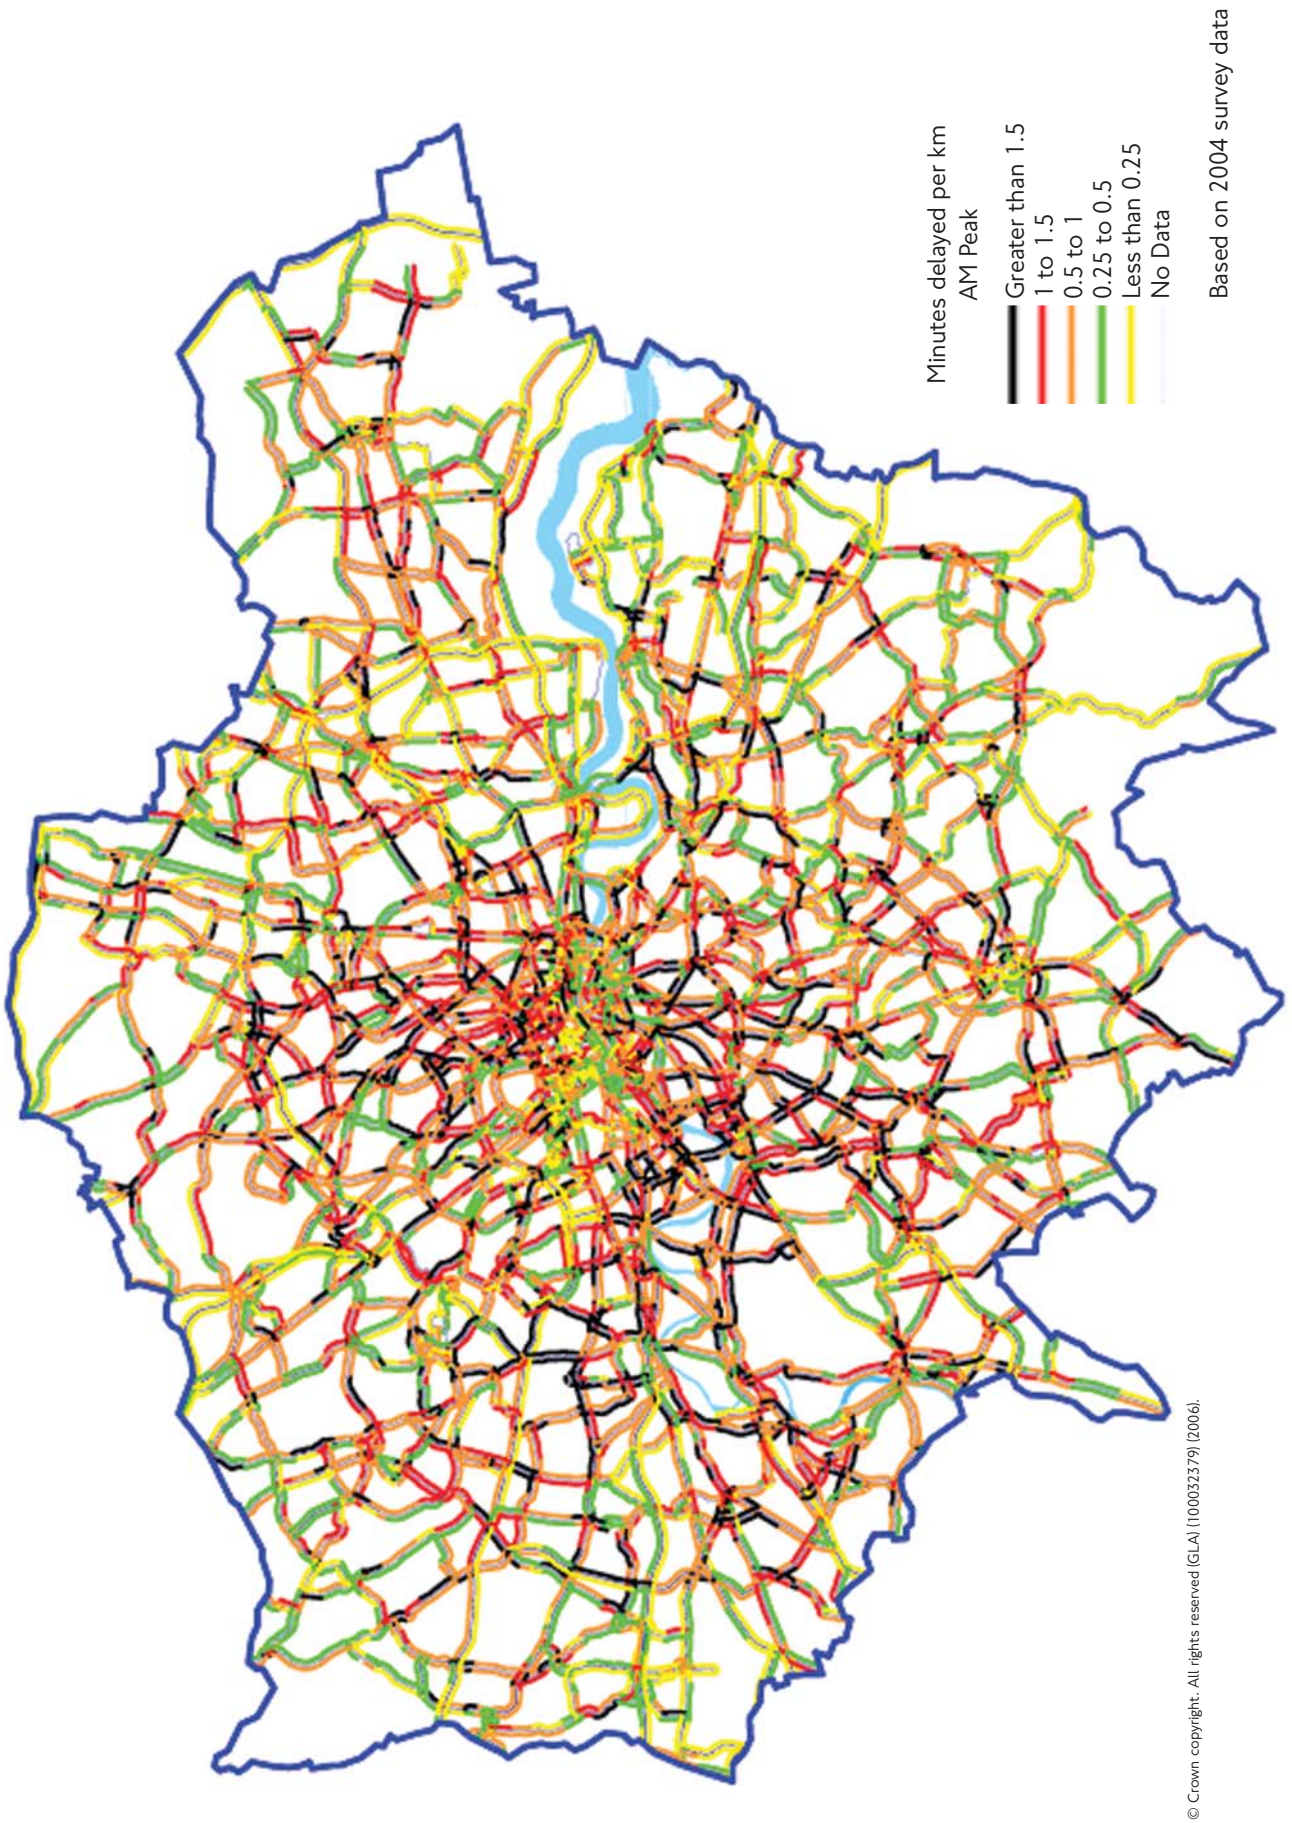 Minutes delayed per km
AM Peak
Greater than 1.5
1 to 1.5
0.5 to 1
0.25 to 0.5
Less than 0.25
No Data
Based on 2004 survey data
© Crown copyright. All rights reserved (GLA) (100032379) (2006).